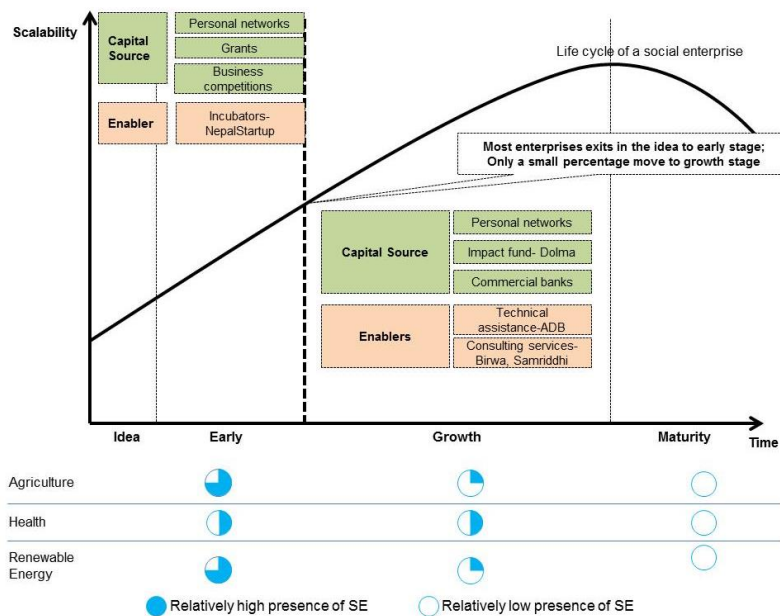 Scalability
Capital
Source
Personal networks
Grants
Business
competitions
Enabler
Incubators-
NepalStartup
Life cycle of a social enterprise
Most enterprises exits in the idea to early stage;
Only a small percentage move to growth stage
Capital Source
Personal networks
Impact fund- Dolma
Commercial banks
Enablers
Technical
assistance-ADB
Consulting services-
Birwa, Samriddhi
Idea
Early
Growth
Maturity
Time
Agriculture
Health
Renewable
Energy
Relatively high presence of SE
Relatively low presence of SE